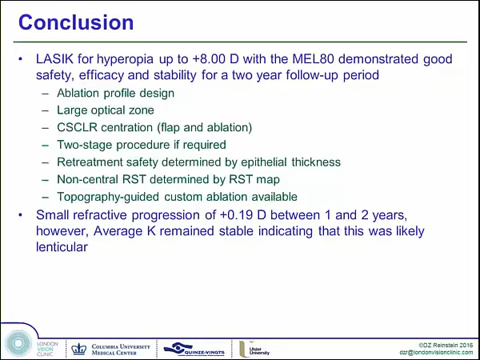 Conclusion
• LASIK for hyperopia up to +8.00 D with the MEL80 demonstrated good
safety, efficacy and stability for a two year follow-up period
– Ablation profile design
– Large optical zone
– CSCLR centration (flap and ablation)
– Two-stage procedure if required
– Retreatment safety determined by epithelial thickness
– Non-central RST determined by RST map
– Topography-guided custom ablation available
• Small refractive progression of +0.19 D between 1 and 2 years,
however, Average K remained stable indicating that this was likely
lenticular
LONDON
VISION
CLINIC
COLUMBIA UNIVERSITY
MEDICAL CENTER
QUINZE-VINGTS
Ulster
University
©DZ Reinstein 2016
dzr@londonvisionclinic.com